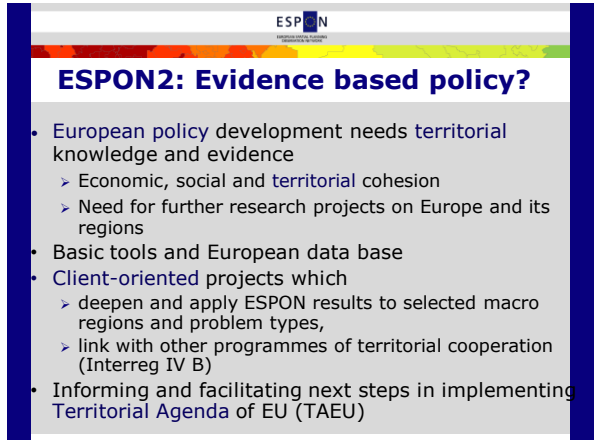 ESPON
EUROPEAN SPATIAL PLANNING
OBSERVATION NETWORK
ESPON2: Evidence based policy?
• European policy development needs territorial
knowledge and evidence
➢ Economic, social and territorial cohesion
➢ Need for further research projects on Europe and its
regions
• Basic tools and European data base
• Client-oriented projects which
➢ deepen and apply ESPON results to selected macro
regions and problem types,
➢ link with other programmes of territorial cooperation
(Interreg IV B)
• Informing and facilitating next steps in implementing
Territorial Agenda of EU (TAEU)